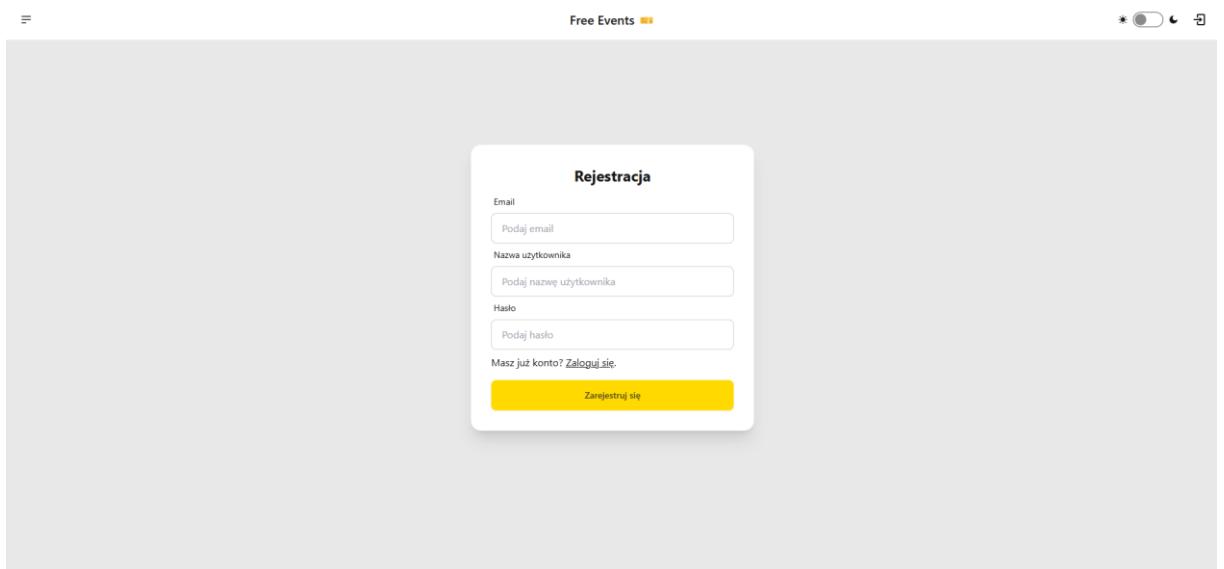 Free Events 🎫
Rejestracja
Email
Podaj email
Nazwa użytkownika
Podaj nazwę użytkownika
Hasło
Podaj hasło
Masz już konto? Zaloguj się.
Zarejestruj się